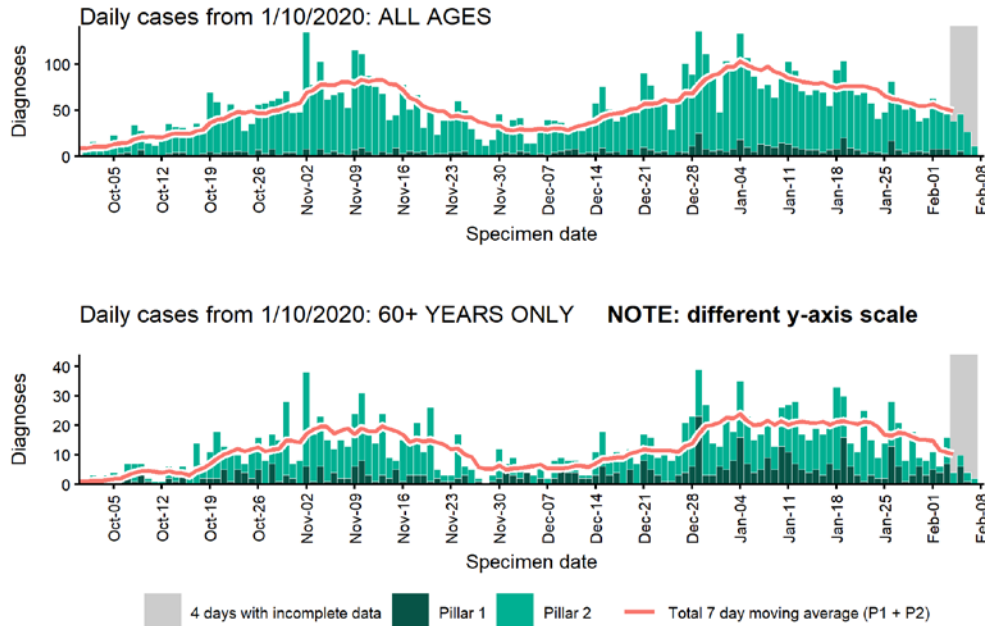 Daily cases from 1/10/2020: ALL AGES
Diagnoses
100
50
0
Oct-05
Oct-12
Oct-19
Oct-26
Nov-02
Nov-09
Nov-16
Nov-23
Nov-30
Dec-07
Dec-14
Dec-21
Dec-28
Jan-04
Jan-11
Jan-18
Jan-25
Feb-01
Feb-08
Specimen date
Daily cases from 1/10/2020: 60+ YEARS ONLY NOTE: different y-axis scale
Diagnoses
40
30
20
10
0
Oct-05
Oct-12
Oct-19
Oct-26
Nov-02
Nov-09
Nov-16
Nov-23
Nov-30
Dec-07
Dec-14
Dec-21
Dec-28
Jan-04
Jan-11
Jan-18
Jan-25
Feb-01
Feb-08
Specimen date
4 days with incomplete data Pillar 1 Pillar 2 Total 7 day moving average (P1 + P2)